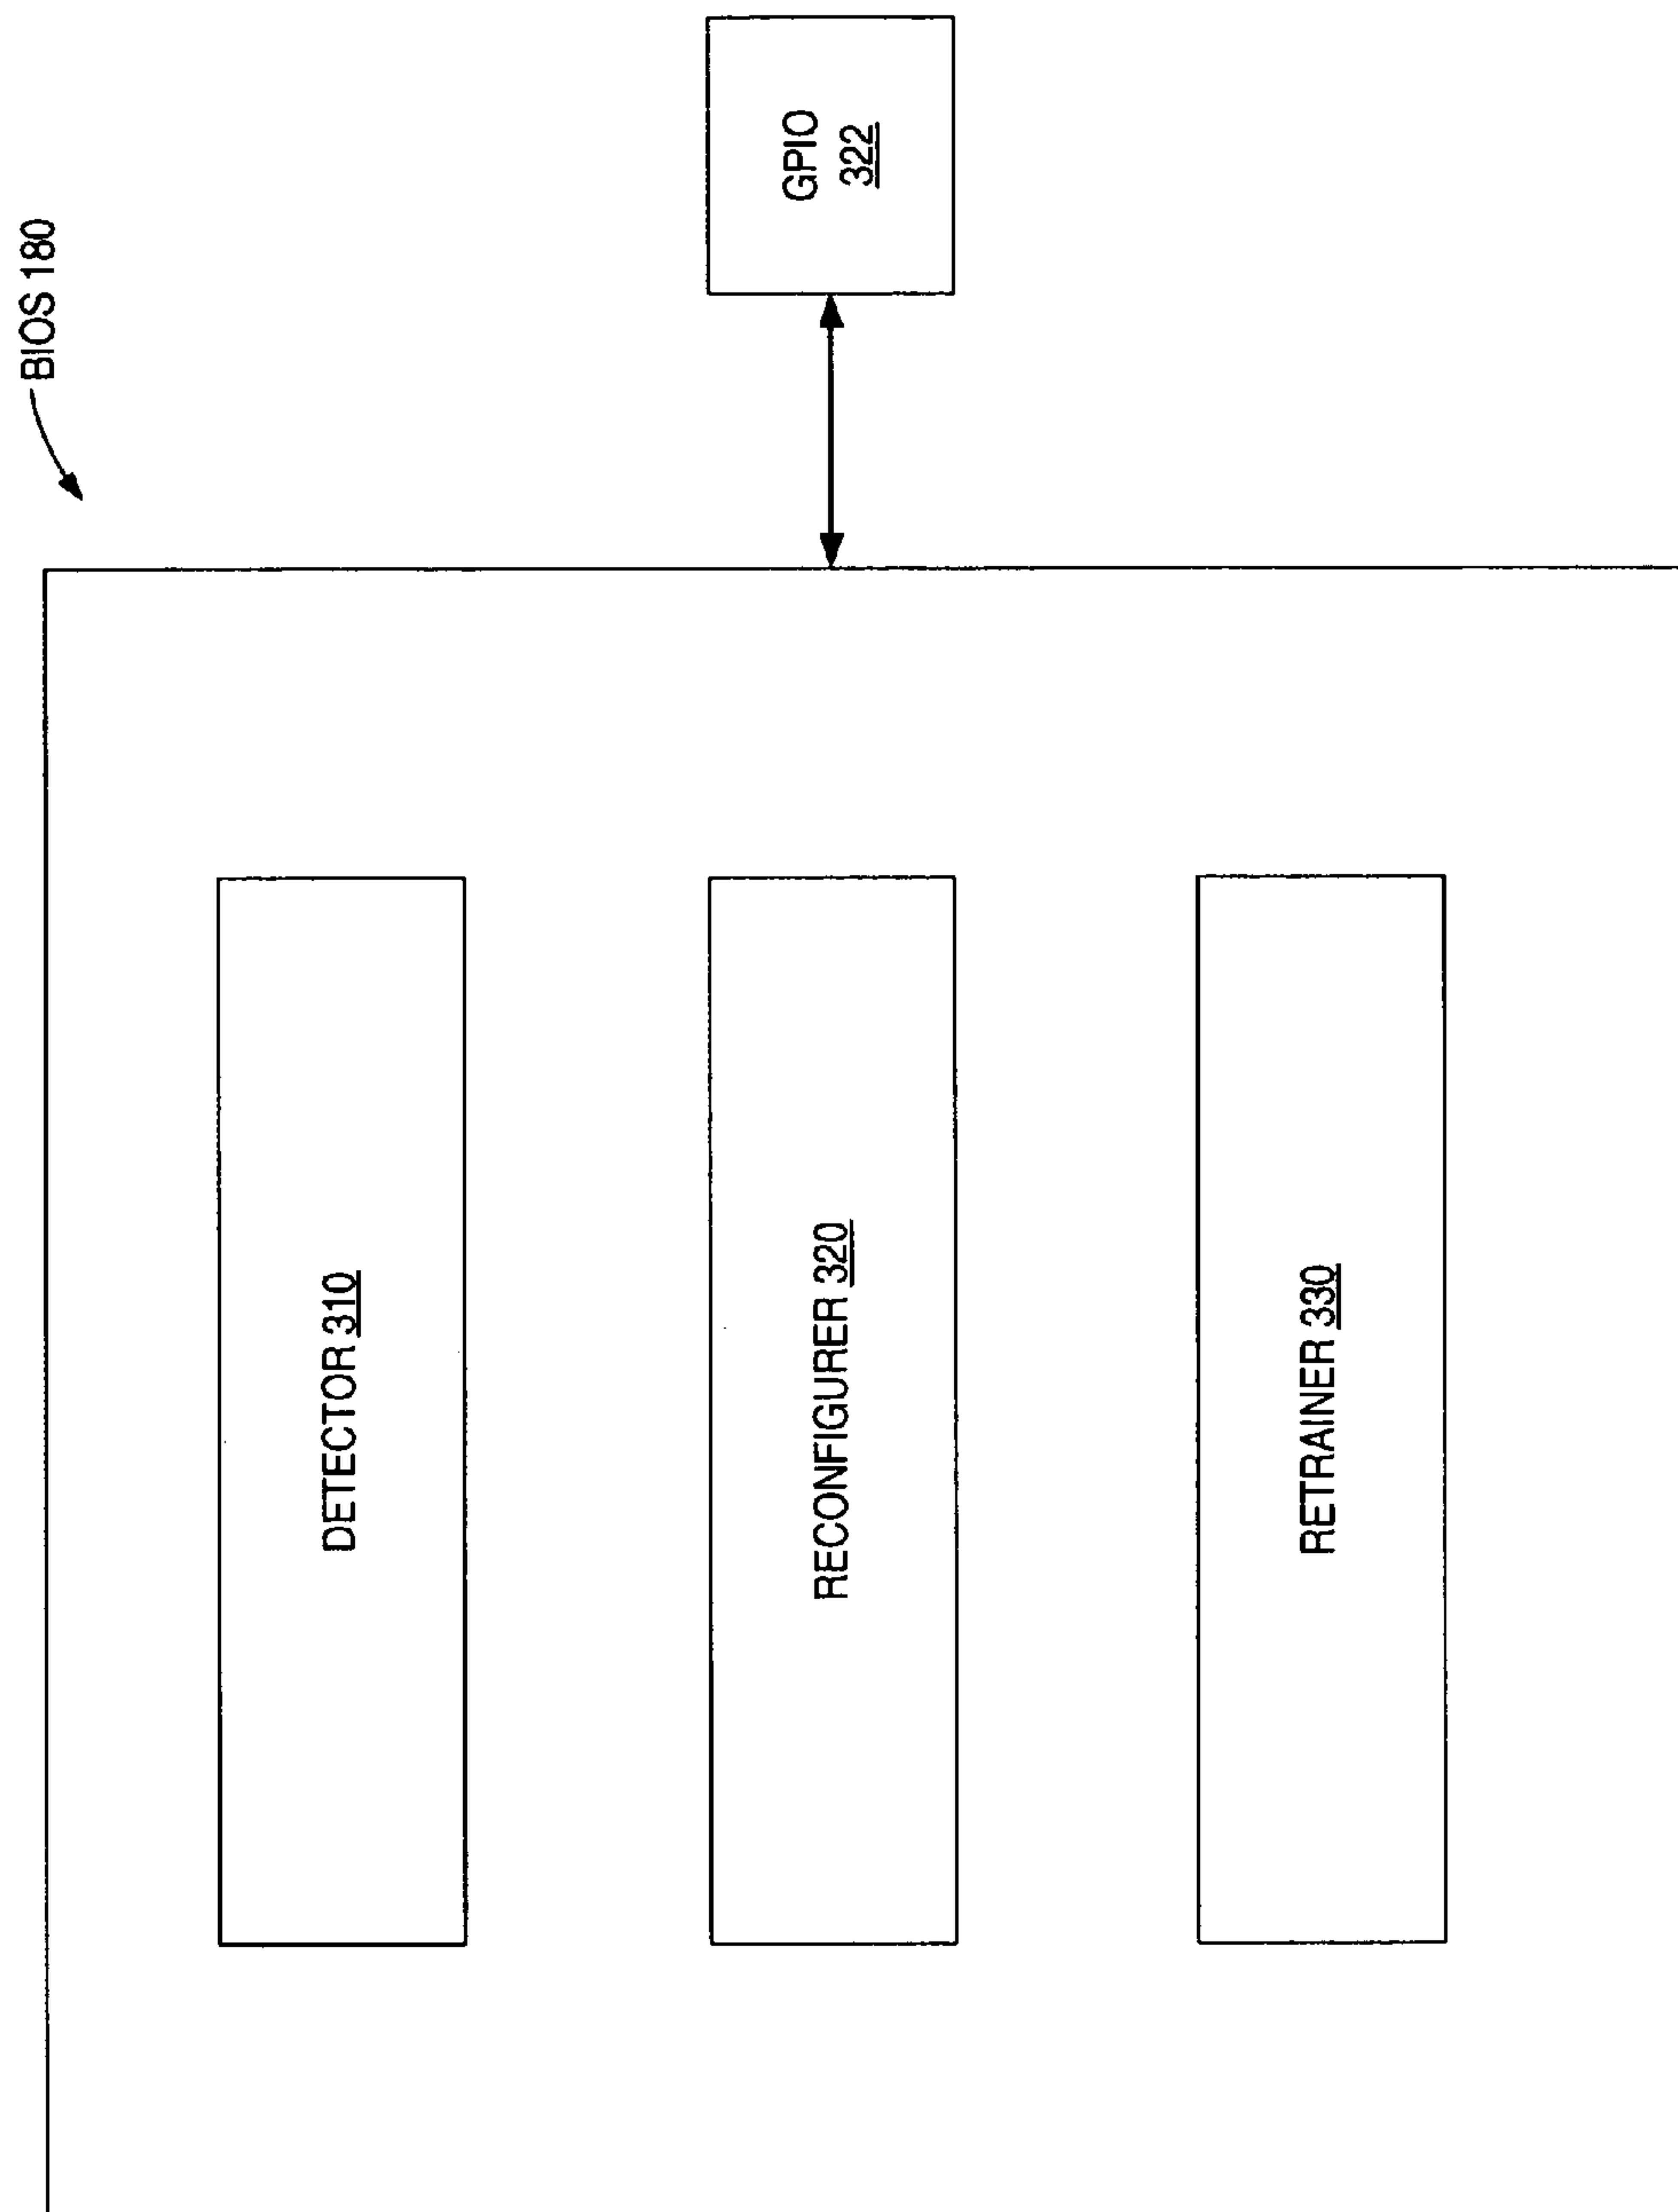 BIOS 180
DETECTOR 310
RECONFIGURER 320
RETRAINER 330
GPIO
322